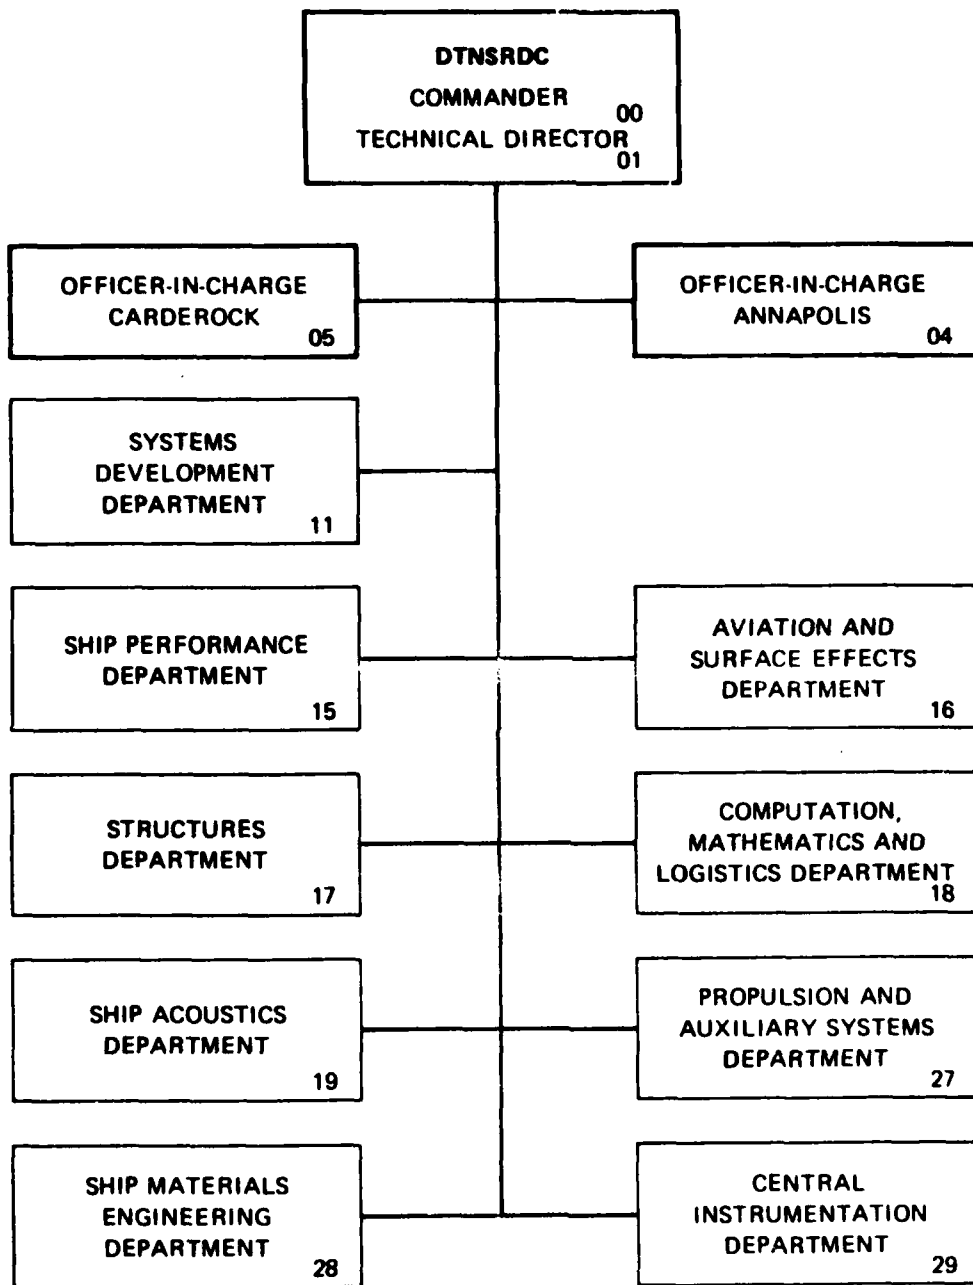 DTNSRDC
COMMANDER
00
TECHNICAL DIRECTOR
01
OFFICER-IN-CHARGE
CARDEROCK
05
OFFICER-IN-CHARGE
ANNAPOLIS
04
SYSTEMS
DEVELOPMENT
DEPARTMENT
11
SHIP PERFORMANCE
DEPARTMENT
15
AVIATION AND
SURFACE EFFECTS
DEPARTMENT
16
STRUCTURES
DEPARTMENT
17
COMPUTATION,
MATHEMATICS AND
LOGISTICS DEPARTMENT
18
SHIP ACOUSTICS
DEPARTMENT
19
PROPULSION AND
AUXILIARY SYSTEMS
DEPARTMENT
27
SHIP MATERIALS
ENGINEERING
DEPARTMENT
28
CENTRAL
INSTRUMENTATION
DEPARTMENT
29